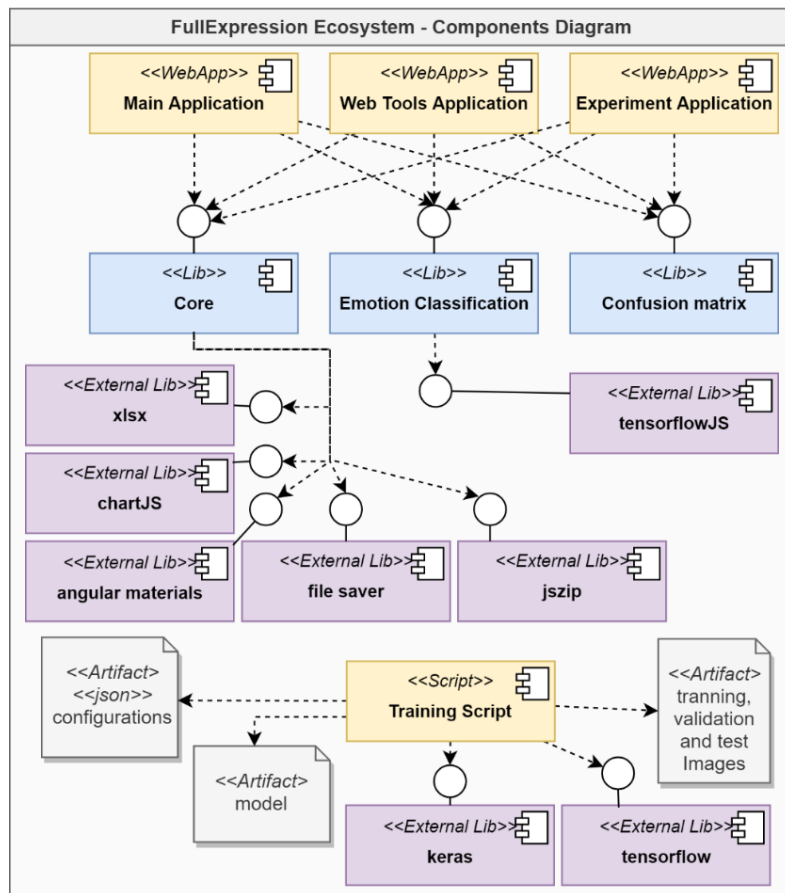 FullExpression Ecosystem - Components Diagram
<<WebApp>>
Main Application
<<WebApp>>
Web Tools Application
<<WebApp>>
Experiment Application
<<Lib>>
Core
<<Lib>>
Emotion Classification
<<Lib>>
Confusion matrix
<<External Lib>>
xlsx
<<External Lib>>
tensorflowJS
<<External Lib>>
chartJS
<<External Lib>>
angular materials
<<External Lib>>
file saver
<<External Lib>>
jszip
<<Artifact>
<<json>>
configurations
<<Script>>
Training Script
<<Artifact>
tranning,
validation
and test
Images
<<Artifact>
model
<<External Lib>>
keras
<<External Lib>>
tensorflow